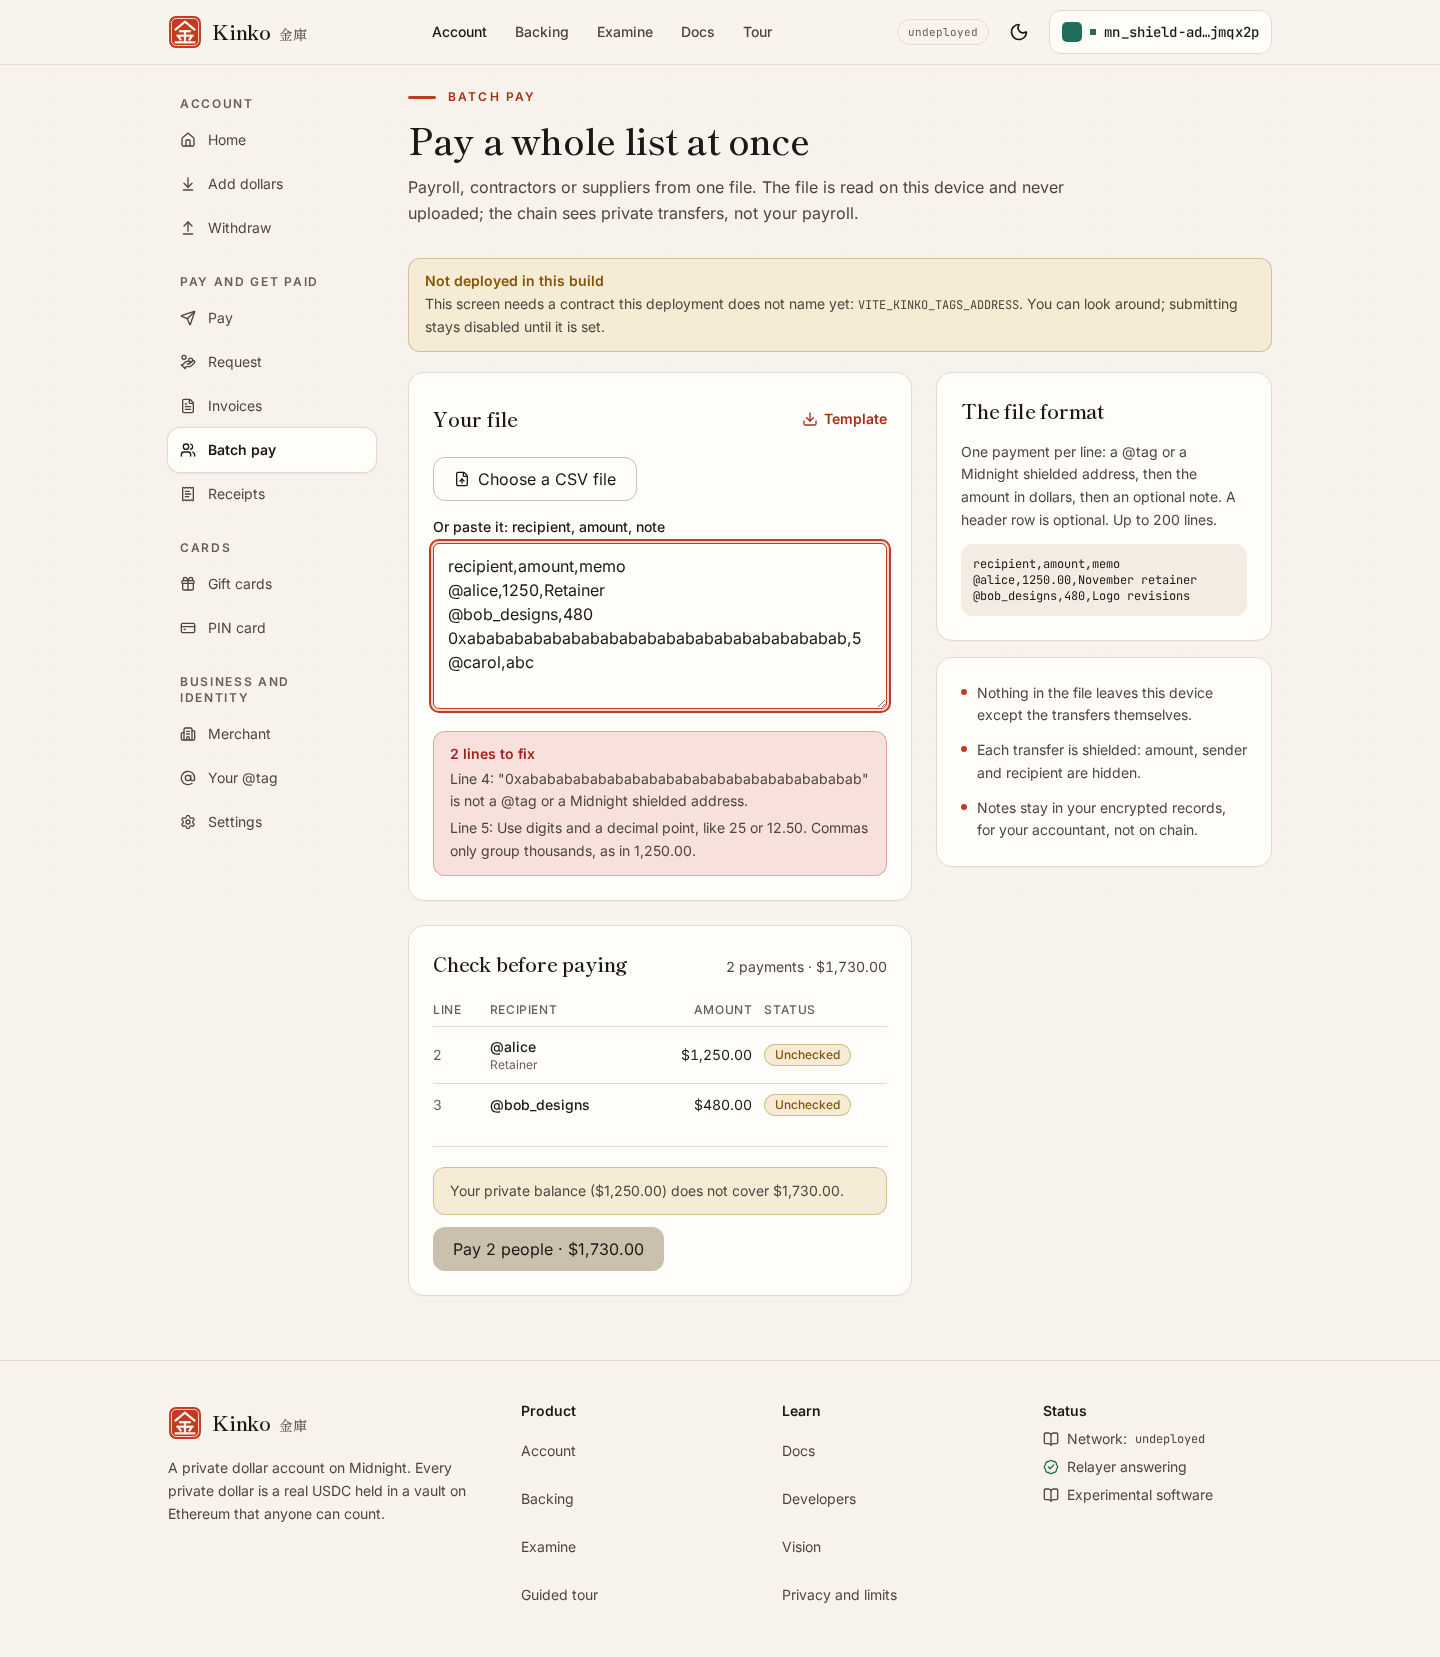 金 Kinko 金庫
Account Backing Examine Docs Tour
undeployed
mn_shield-ad…jmqx2p
ACCOUNT
Home
Add dollars
Withdraw
PAY AND GET PAID
Pay
Request
Invoices
Batch pay
Receipts
CARDS
Gift cards
PIN card
BUSINESS AND
IDENTITY
Merchant
Your @tag
Settings
BATCH PAY
Pay a whole list at once
Payroll, contractors or suppliers from one file. The file is read on this device and never
uploaded; the chain sees private transfers, not your payroll.
Not deployed in this build
This screen needs a contract this deployment does not name yet: VITE_KINKO_TAGS_ADDRESS. You can look around; submitting
stays disabled until it is set.
Your file
Template
Choose a CSV file
Or paste it: recipient, amount, note
recipient,amount,memo
@alice,1250,Retainer
@bob_designs,480
0xabababababababababababababababababababab,5
@carol,abc
2 lines to fix
Line 4: "0xabababababababababababababababababababab"
is not a @tag or a Midnight shielded address.
Line 5: Use digits and a decimal point, like 25 or 12.50. Commas
only group thousands, as in 1,250.00.
The file format
One payment per line: a @tag or a
Midnight shielded address, then the
amount in dollars, then an optional note. A
header row is optional. Up to 200 lines.
recipient,amount,memo
@alice,1250.00,November retainer
@bob_designs,480,Logo revisions
Nothing in the file leaves this device
except the transfers themselves.
Each transfer is shielded: amount, sender
and recipient are hidden.
Notes stay in your encrypted records,
for your accountant, not on chain.
Check before paying
2 payments · $1,730.00
LINE RECIPIENT AMOUNT STATUS
2 @alice $1,250.00 Unchecked
Retainer
3 @bob_designs $480.00 Unchecked
Your private balance ($1,250.00) does not cover $1,730.00.
Pay 2 people · $1,730.00
金 Kinko 金庫
A private dollar account on Midnight. Every
private dollar is a real USDC held in a vault on
Ethereum that anyone can count.
Product
Account
Backing
Examine
Guided tour
Learn
Docs
Developers
Vision
Privacy and limits
Status
Network: undeployed
Relayer answering
Experimental software